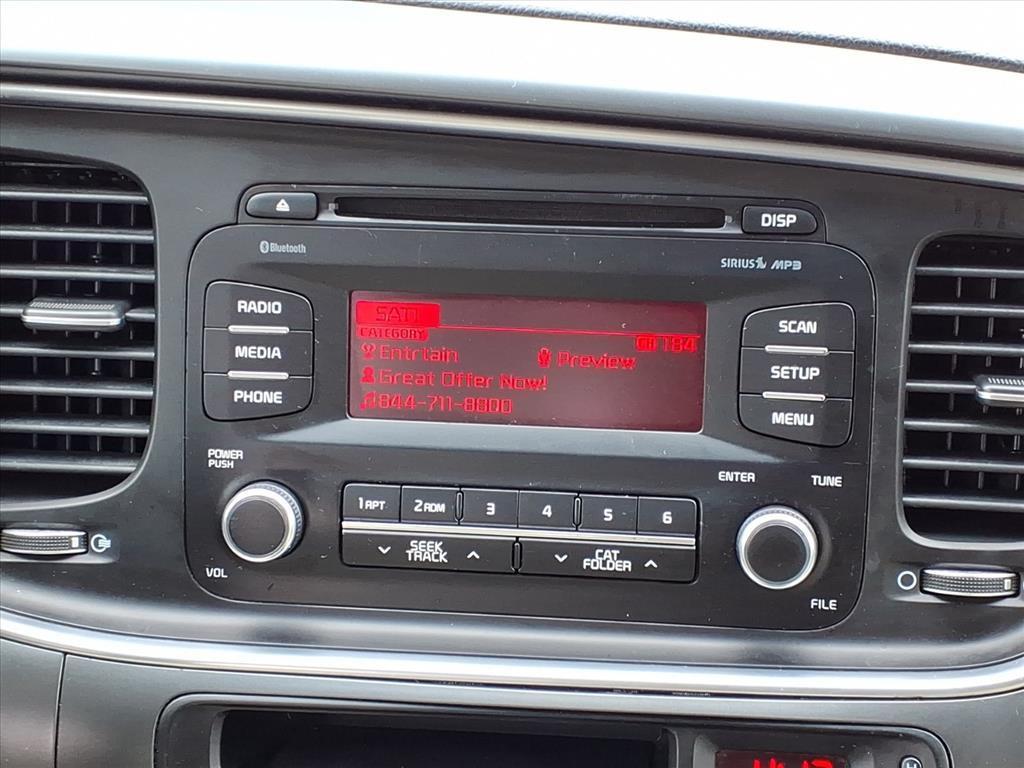 DISP
Bluetooth
SIRIUS MP3
RADIO
MEDIA
PHONE
SAT1
CATEGORY
CH 184
Entrtain Preview
Great Offer Now!
844-711-8800
SCAN
SETUP
MENU
POWER
PUSH
VOL
1 RPT 2 RDM 3 4 5 6
SEEK
TRACK
CAT
FOLDER
ENTER TUNE
FILE
H